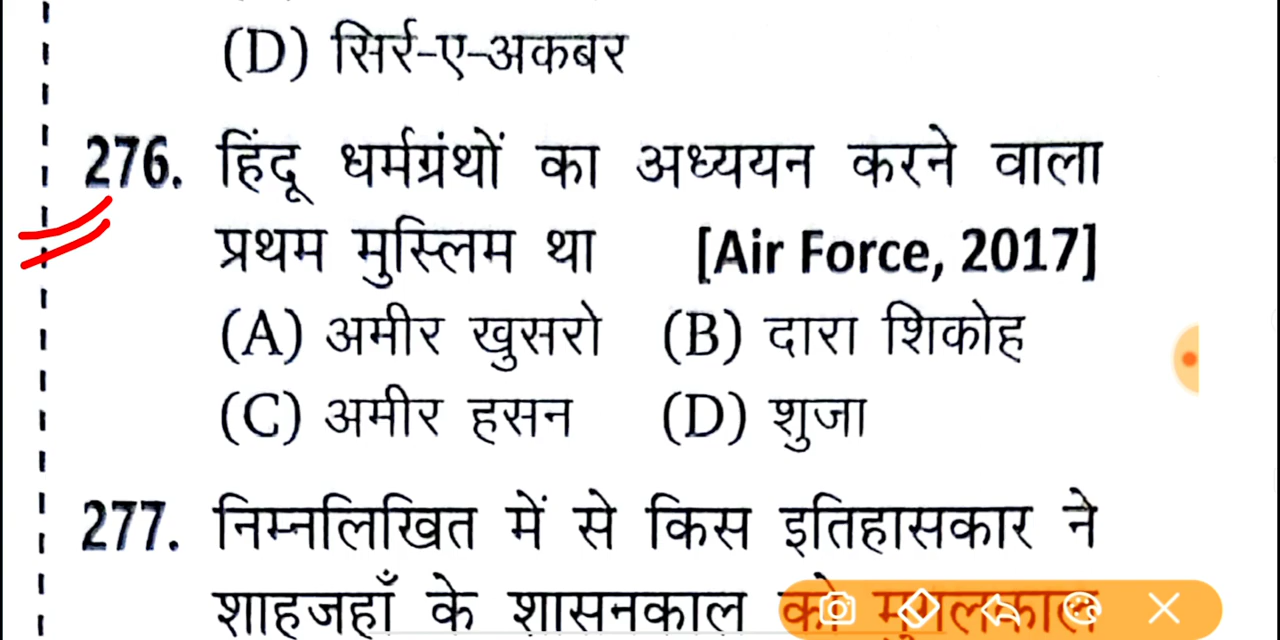 (D) सिर्र-ए-अकबर
276. हिंदू धर्मग्रंथों का अध्ययन करने वाला
प्रथम मुस्लिम था [Air Force, 2017]
(A) अमीर खुसरो (B) दारा शिकोह
(C) अमीर हसन (D) शुजा
277. निम्नलिखित में से किस इतिहासकार ने
शाहजहाँ के शासनकाल को मुगलकाल